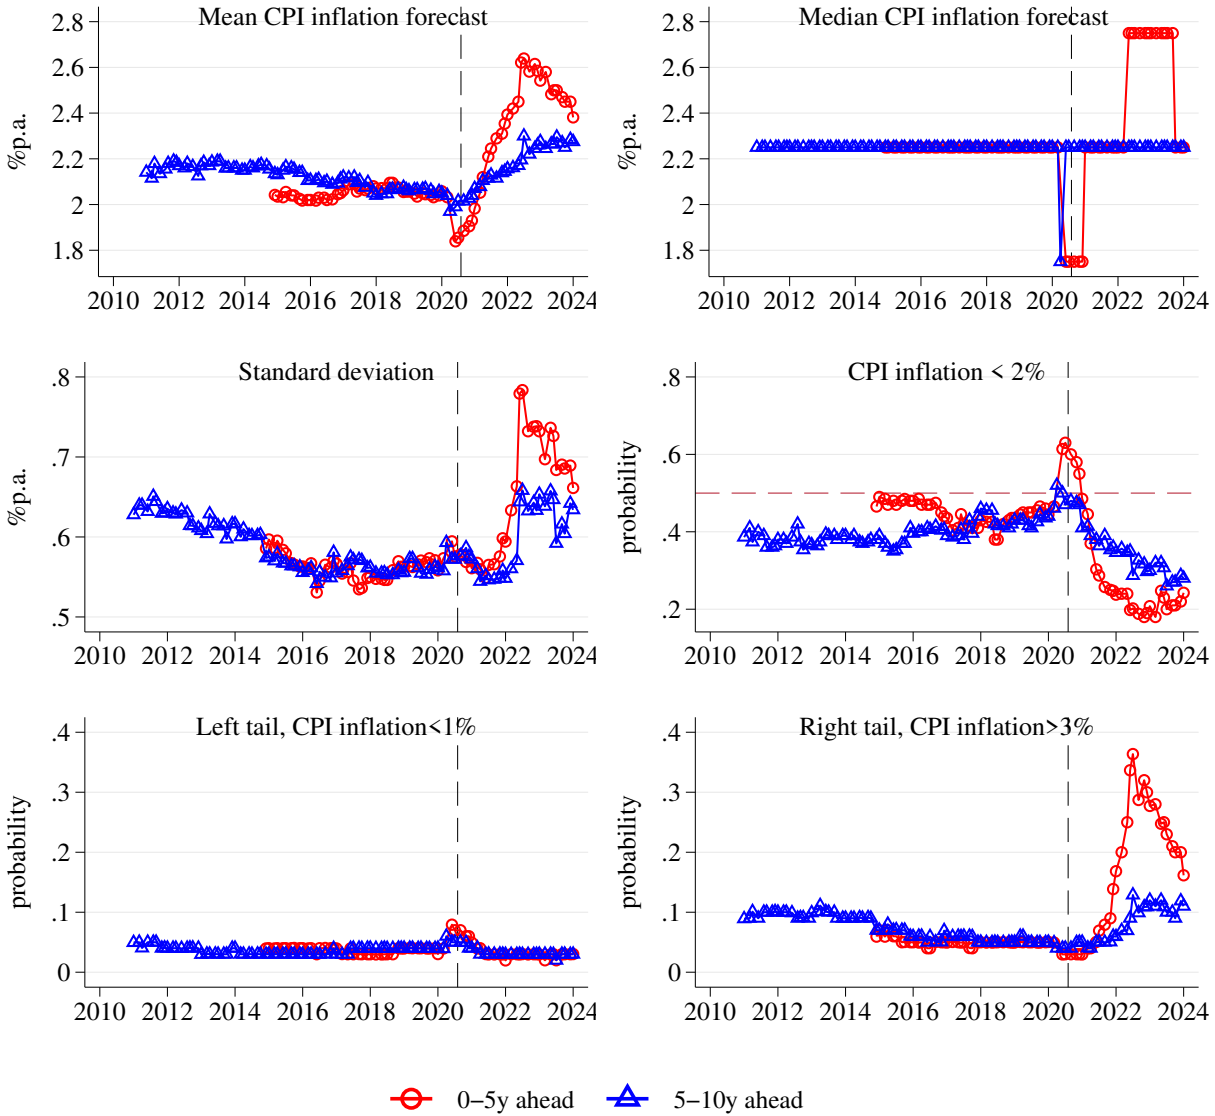 Mean CPI inflation forecast
%p.a.
2.8
2.6
2.4
2.2
2
1.8
2010 2012 2014 2016 2018 2020 2022 2024
Median CPI inflation forecast
%p.a.
2.8
2.6
2.4
2.2
2
1.8
2010 2012 2014 2016 2018 2020 2022 2024
Standard deviation
%p.a.
.8
.7
.6
.5
2010 2012 2014 2016 2018 2020 2022 2024
CPI inflation < 2%
probability
.8
.6
.4
.2
2010 2012 2014 2016 2018 2020 2022 2024
Left tail, CPI inflation<1%
probability
.4
.3
.2
.1
0
2010 2012 2014 2016 2018 2020 2022 2024
Right tail, CPI inflation>3%
probability
.4
.3
.2
.1
0
2010 2012 2014 2016 2018 2020 2022 2024
0−5y ahead 5−10y ahead